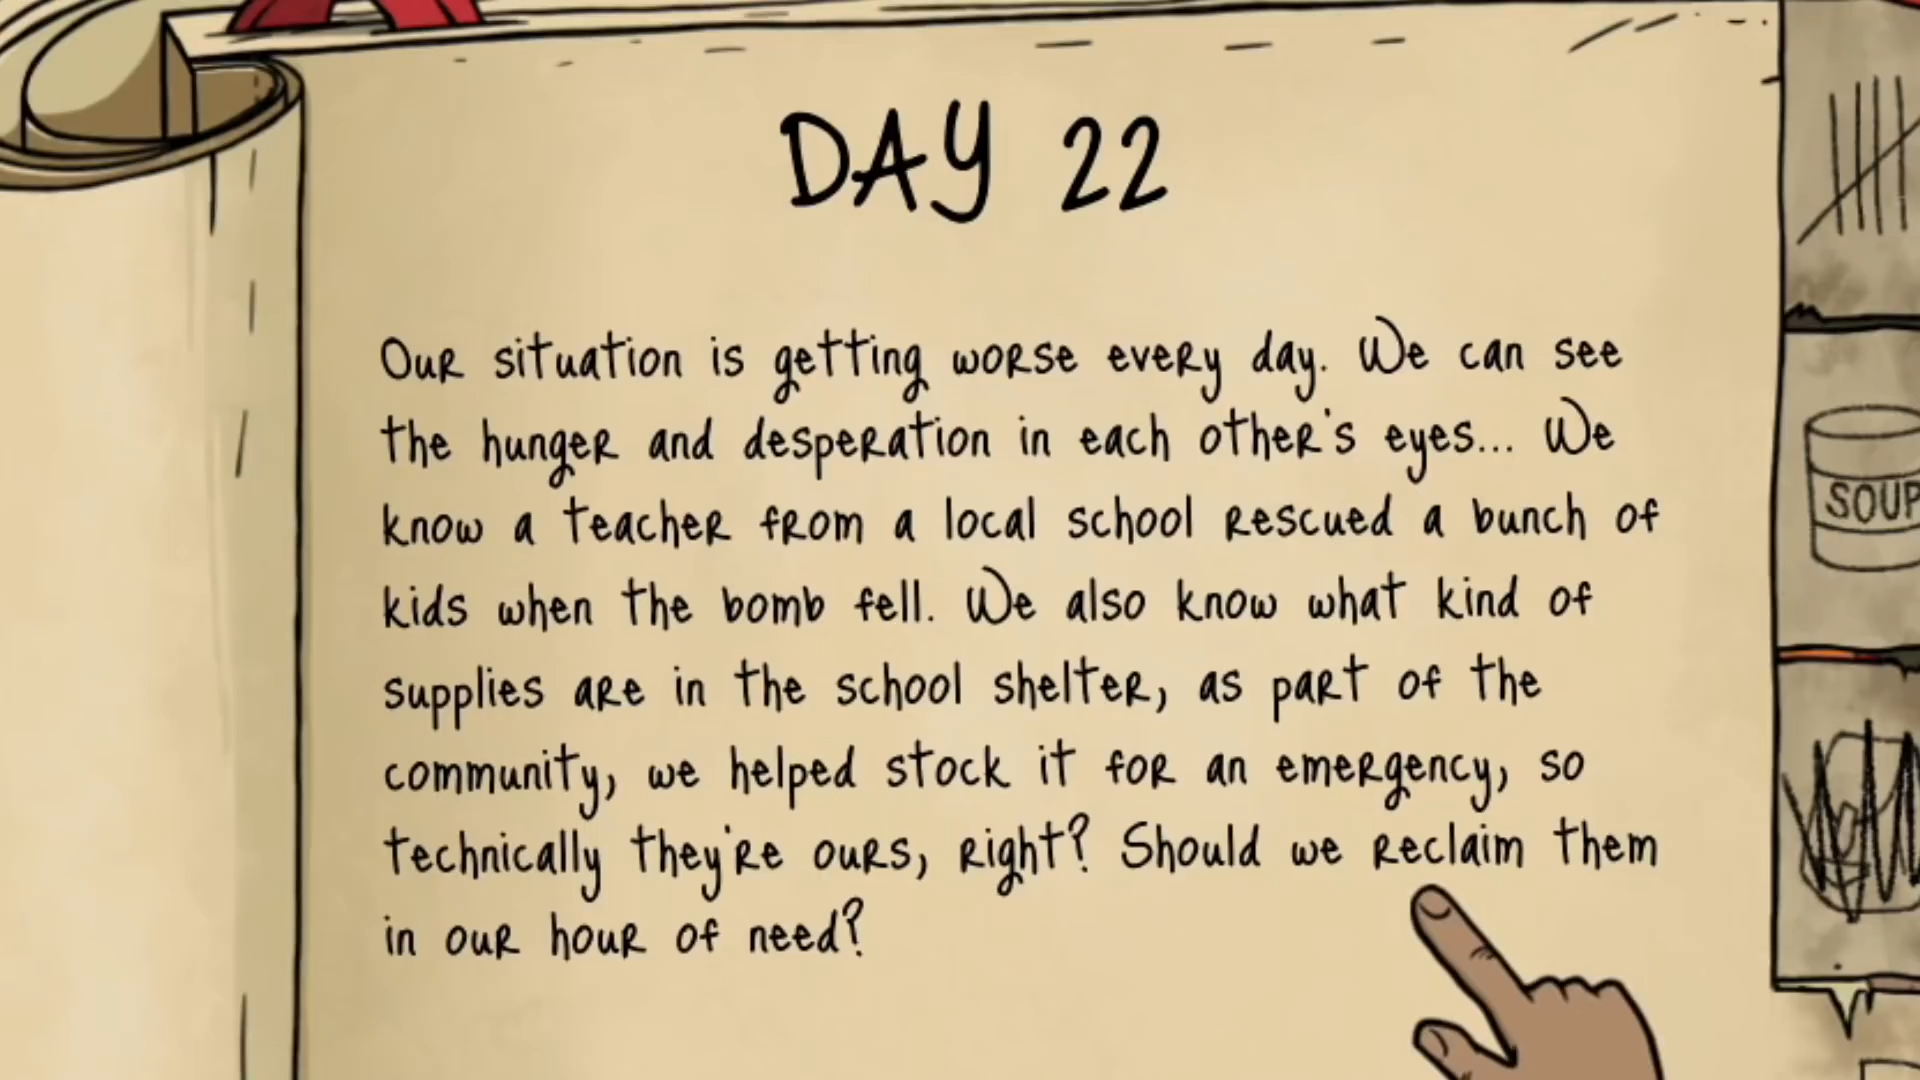 DAY 22
Our situation is getting worse every day. We can see
the hunger and desperation in each other's eyes... We
know a teacher from a local school rescued a bunch of
kids when the bomb fell. We also know what kind of
supplies are in the school shelter, as part of the
community, we helped stock it for an emergency, so
technically they're ours, right? Should we reclaim them
in our hour of need?
SOUP